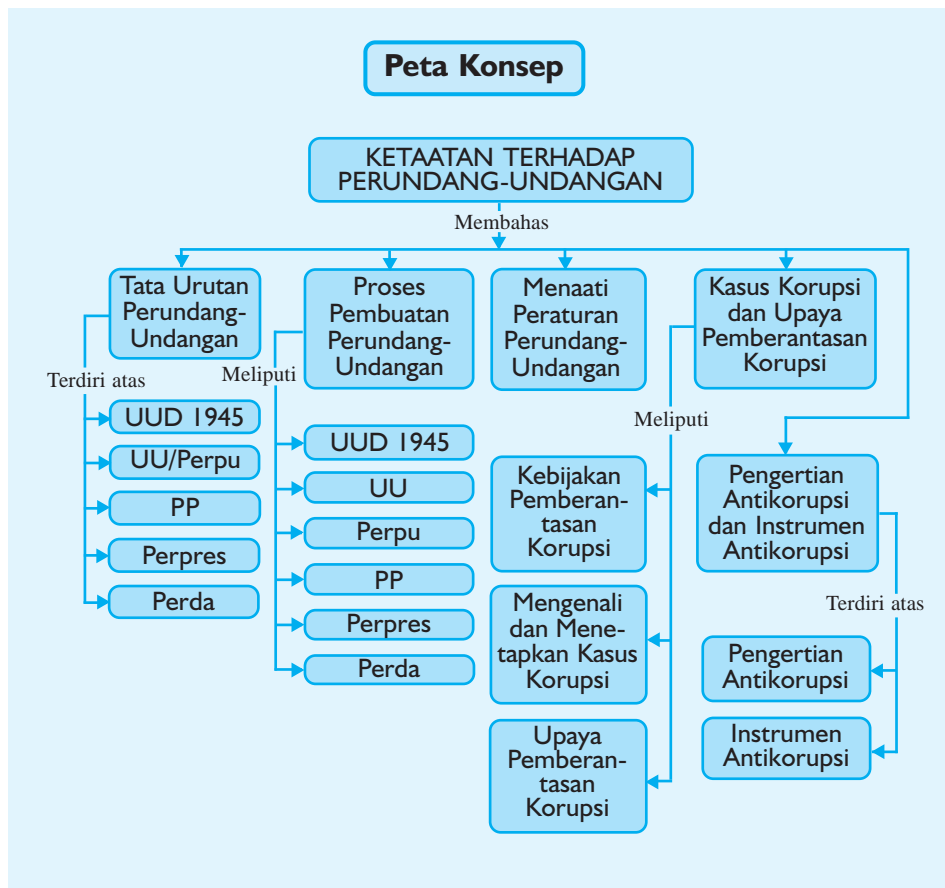 Peta Konsep
KETAATAN TERHADAP
PERUNDANG-UNDANGAN
Membahas
Tata Urutan
Perundang-
Undangan
Terdiri atas
UUD 1945
UU/Perpu
PP
Perpres
Perda
Proses
Pembuatan
Perundang-
Undangan
Meliputi
UUD 1945
UU
Perpu
PP
Perpres
Perda
Menaati
Peraturan
Perundang-
Undangan
Kasus Korupsi
dan Upaya
Pemberantasan
Korupsi
Meliputi
Kebijakan
Pemberan-
tasan
Korupsi
Mengenali
dan Mene-
tapkan Kasus
Korupsi
Upaya
Pemberan-
tasan
Korupsi
Pengertian
Antikorupsi
dan Instrumen
Antikorupsi
Terdiri atas
Pengertian
Antikorupsi
Instrumen
Antikorupsi